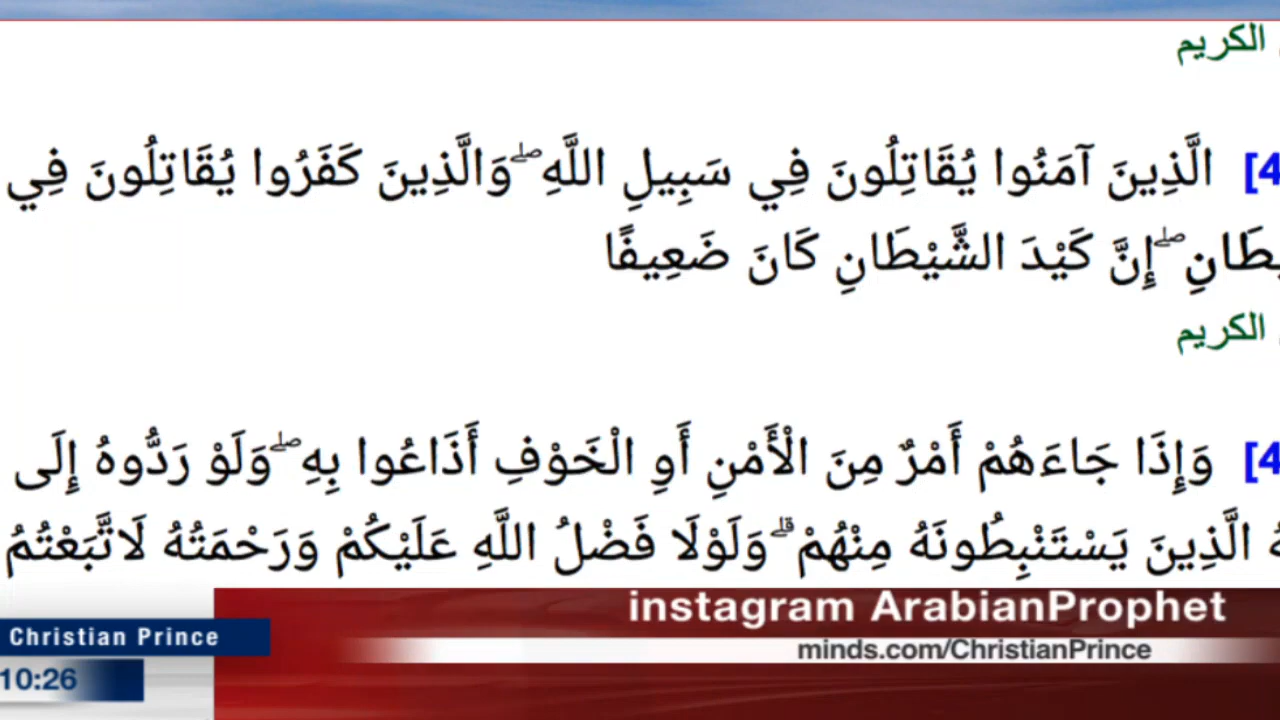 الكريم
[4 الَّذِينَ آمَنُوا يُقَاتِلُونَ فِي سَبِيلِ اللَّهِ ۖ وَالَّذِينَ كَفَرُوا يُقَاتِلُونَ فِي
يْطَانِ ۖ إِنَّ كَيْدَ الشَّيْطَانِ كَانَ ضَعِيفًا
الكريم
[4 وَإِذَا جَاءَهُمْ أَمْرٌ مِنَ الْأَمْنِ أَوِ الْخَوْفِ أَذَاعُوا بِهِ ۖ وَلَوْ رَدُّوهُ إِلَى
هُ الَّذِينَ يَسْتَنْبِطُونَهُ مِنْهُمْ ۗ وَلَوْلَا فَضْلُ اللَّهِ عَلَيْكُمْ وَرَحْمَتُهُ لَاتَّبَعْتُمُ
instagram ArabianProphet
Christian Prince
minds.com/ChristianPrince
10:26